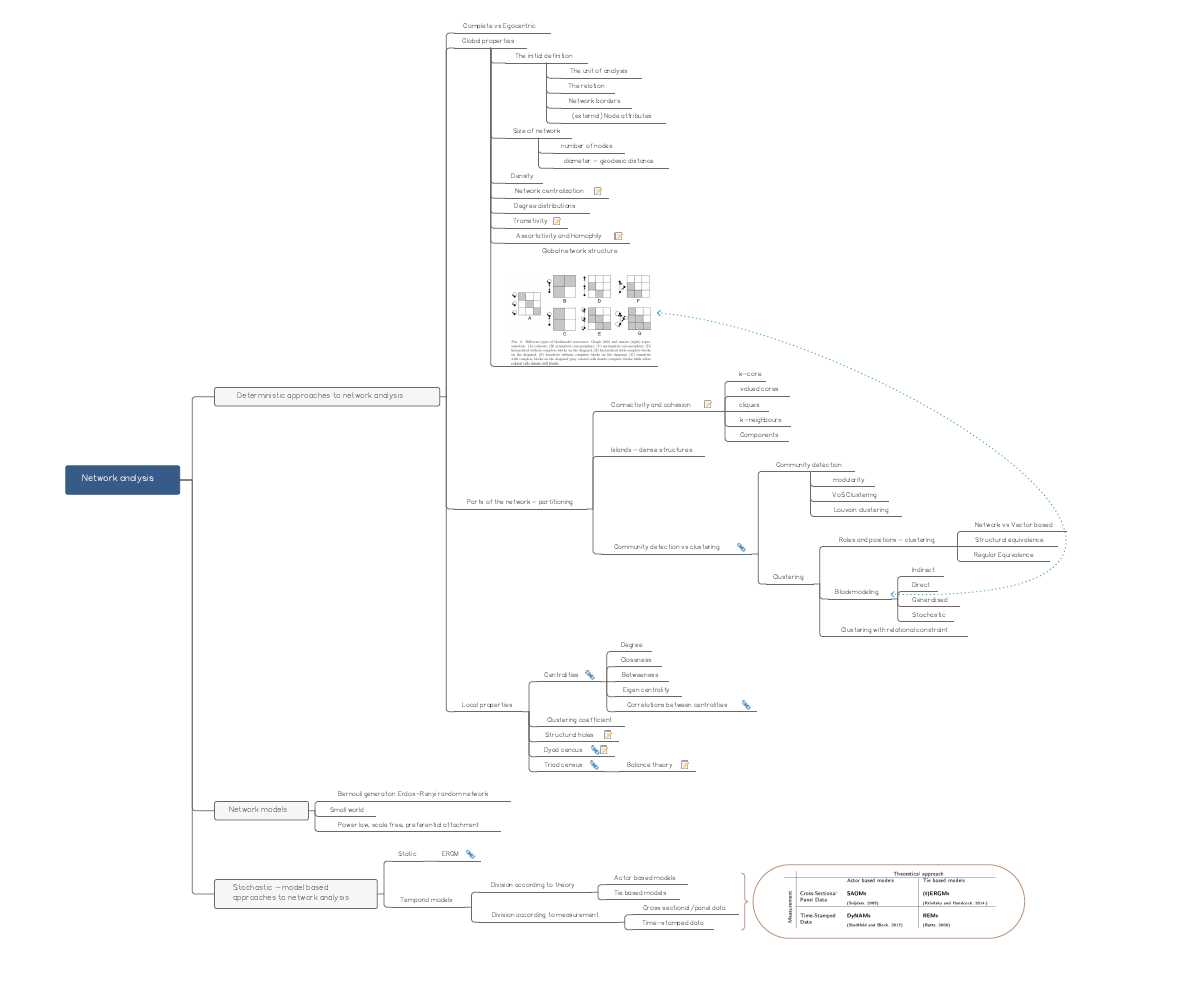 Complete vs Egocentric
Global properties
The initial definition
The unit of analysis
The relation
Network borders
(external) Node attributes
Size of network
number of nodes
diameter – geodesic distance
Density
Network centralization
Degree distributions
Transitivity
Assortativity and Homophily
Global network structure
B
D
F
A
C
E
G
Deterministic approaches to network analysis
k-core
valued cores
Connectivity and cohesion
cliques
k-neighbours
Components
Islands – dense structures
Community detection
modularity
Network analysis
VoS Clustering
Parts of the network – partitioning
Louvain clustering
Network vs Vector based
Roles and positions – clustering
Structural equivalence
Community detection vs clustering
Regular Equivalence
Indirect
Clustering
Direct
Blockmodeling
Generalised
Stochastic
Clustering with relational constraint
Degree
Closeness
Centralities
Betweeness
Eigen centrality
Local properties
Correlations between centralities
Clustering coefficient
Structural holes
Dyad cencus
Triad census
Balance theory
Bernouli generator: Erdos-Renyi random network
Network models
Small world
Power law, scale free, preferential attachment
Static
ERGM
Stochastic – model based
approaches to network analysis
Temporal models
Division according to theory
Actor based models
Tie based models
Division according to measurement
Cross sectional /panel data
Time-stamped data
Theoretical approach
Actor based models
Tie based models
Measurement
Cross Sectional
Panel Data
SAOMs
(t)ERGMs
Time-Stamped
Data
DyNAMs
REMs